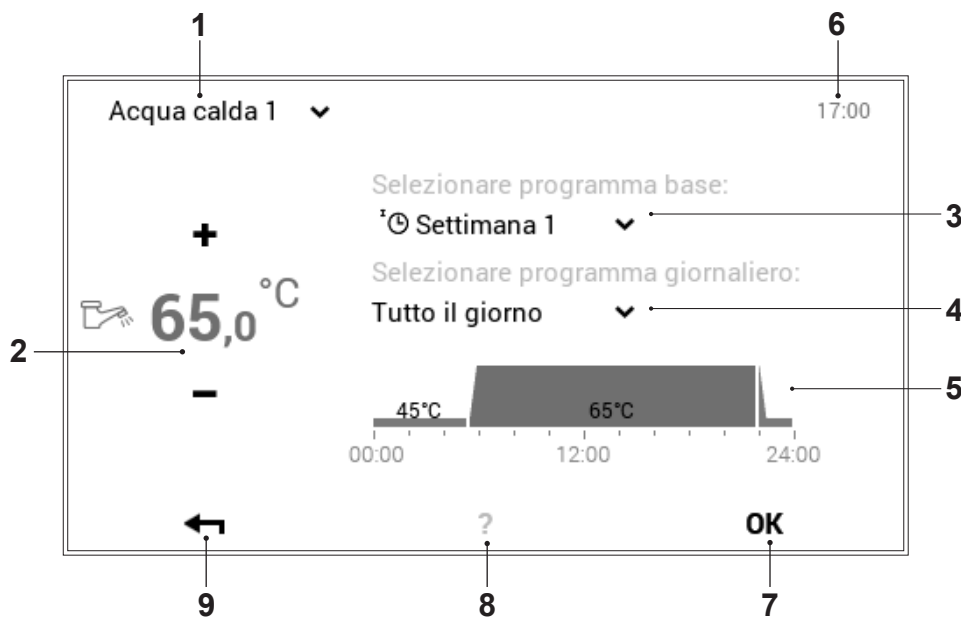 1 6
Acqua calda 1 17:00
Selezionare programma base:
z Settimana 1 3
+
Selezionare programma giornaliero:
65,0 °C
Tutto il giorno 4
2
− 5
45°C 65°C
00:00 12:00 24:00
? OK
9 8 7